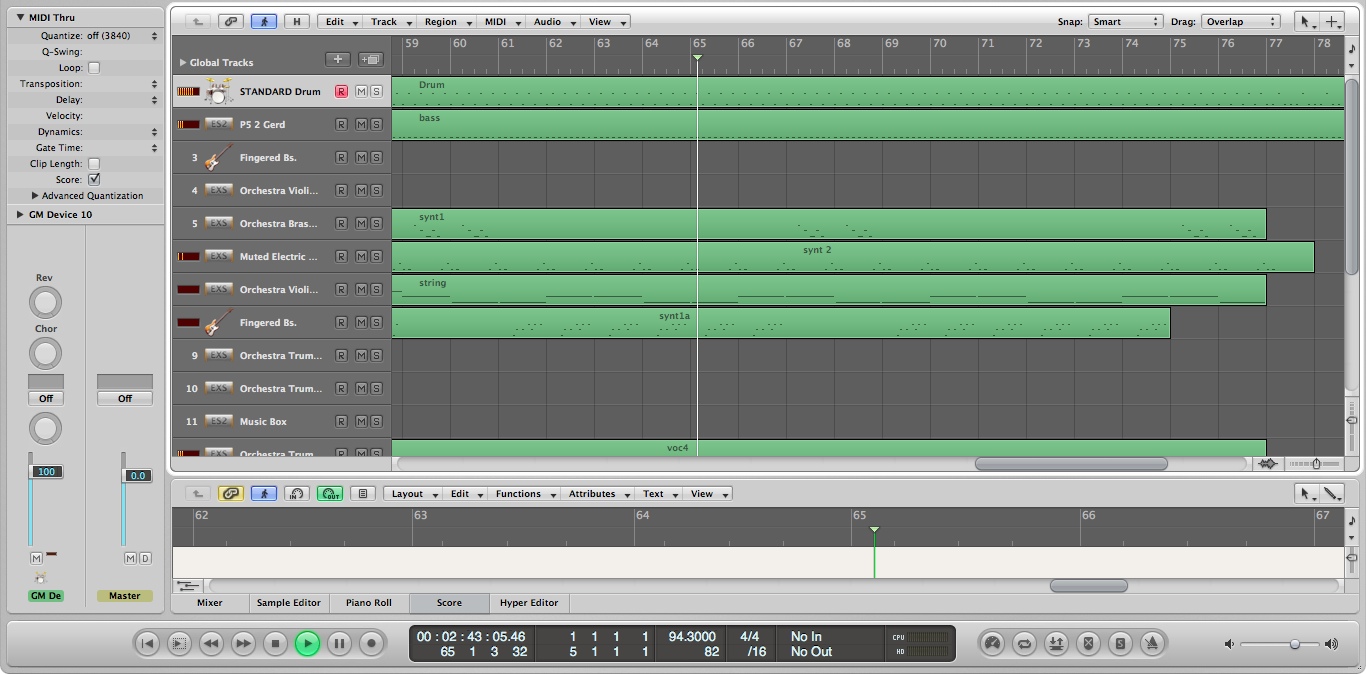 MIDI Thru
Quantize: off (3840)
Q-Swing:
Loop:
Transposition:
Delay:
Velocity:
Dynamics:
Gate Time:
Clip Length:
Score:
Advanced Quantization
GM Device 10
Rev
Chor
Off Off
100 0.0
M M D
GM De Master
H Edit Track Region MIDI Audio View Snap: Smart Drag: Overlap
59 60 61 62 63 64 65 66 67 68 69 70 71 72 73 74 75 76 77 78
Global Tracks
STANDARD Drum R M S Drum
ES2 P5 2 Gerd R M S bass
3 Fingered Bs. R M S
4 EXS Orchestra Violi... R M S
5 EXS Orchestra Bras... R M S synt1
EXS Muted Electric ... R M S synt 2
EXS Orchestra Violi... R M S string
Fingered Bs. R M S synt1a
9 EXS Orchestra Trum... R M S
10 EXS Orchestra Trum... R M S
11 ES2 Music Box R M S
EXS Orchestra Trum R M S voc4
IN OUT Layout Edit Functions Attributes Text View
62 63 64 65 66 67
Mixer Sample Editor Piano Roll Score Hyper Editor
00 : 02 : 43 : 05.46 1 1 1 1 94.3000 4/4 No In CPU
65 1 3 32 5 1 1 1 82 /16 No Out HD
S